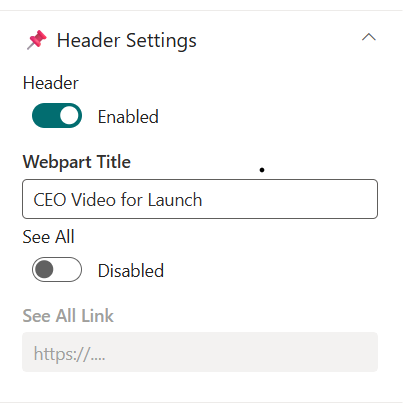 Header Settings
Header
Enabled
Webpart Title
CEO Video for Launch
See All
Disabled
See All Link
https://....